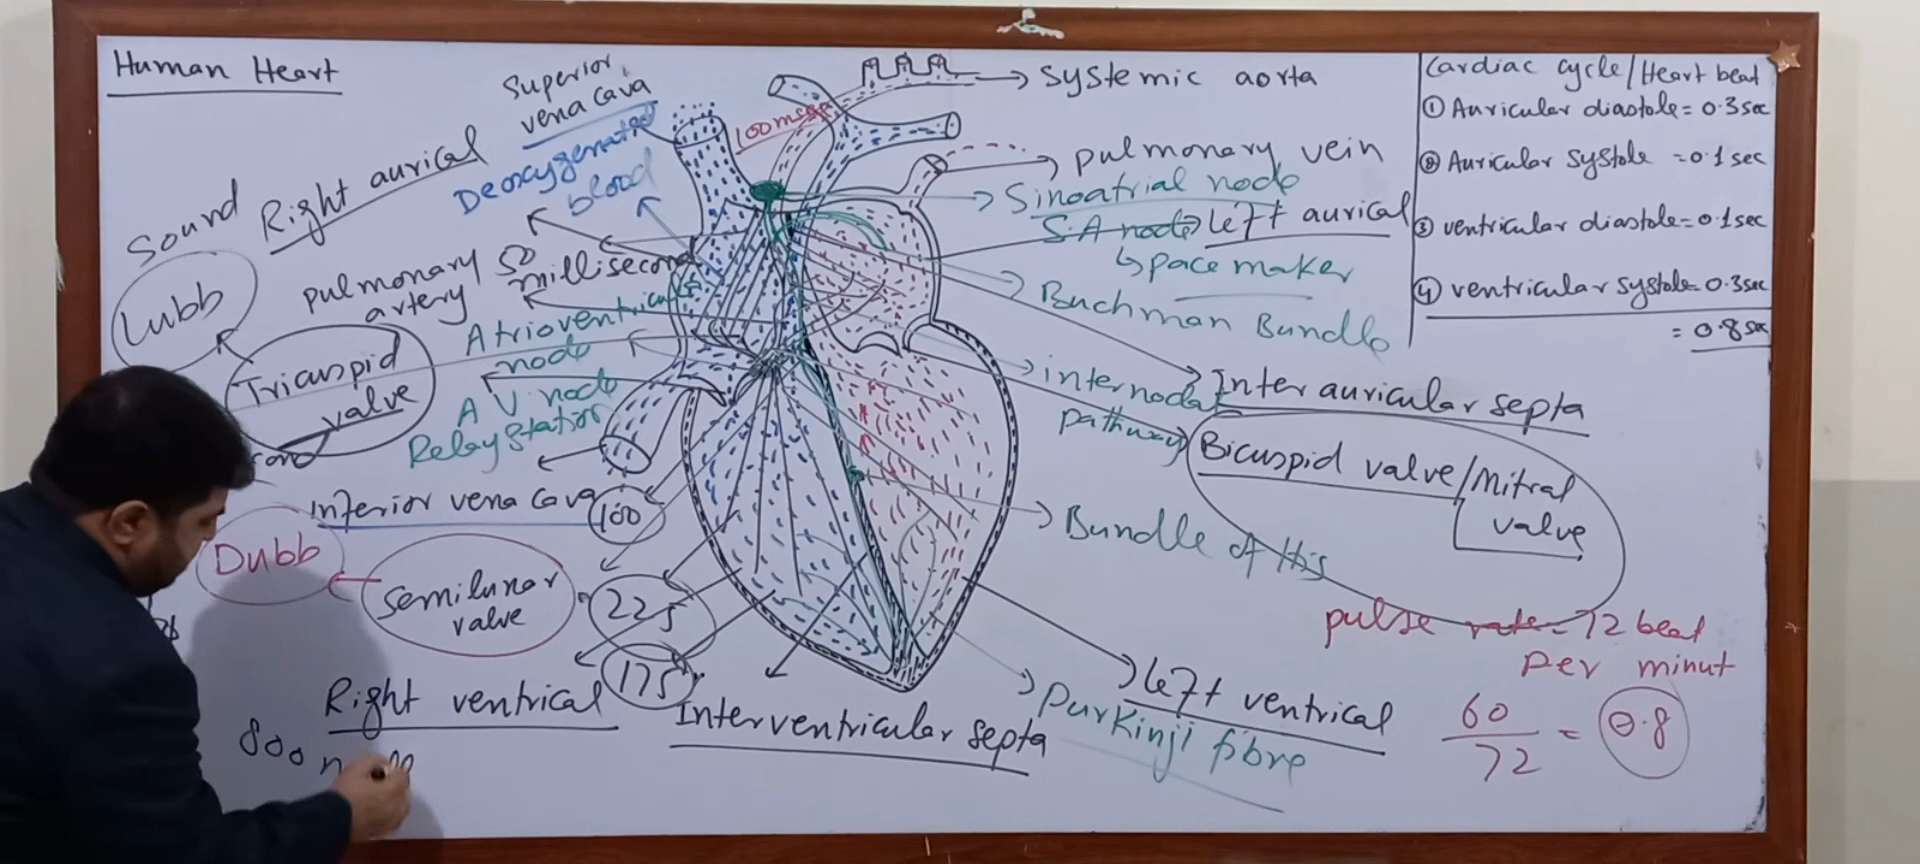 Human Heart
Superior
vena cava
Deoxygenated
blood
Right aurical
Sound
Lubb
pulmonary
artery
50
millisecond
100 msec
Atrioventricular
node
A V node
Relay station
Tricuspid
valve
Inferior vena cava
100
Dubb
Semilunar
valve
225
175
Right ventrical
800
Interventricular septa
systemic aorta
pulmonary vein
Sinoatrial node
S.A node
left aurical
pace maker
Buchman Bundle
internodal
pathway
Inter auricular septa
Bicuspid valve/Mitral
valve
Bundle of His
left ventrical
Purkinji fibre
Cardiac cycle/Heart beat
① Auricular diastole = 0.3 sec
② Auricular systole = 0.1 sec
③ ventricular diastole = 0.1 sec
④ ventricular systole = 0.3 sec
= 0.8 sec
pulse rate = 72 beat
per minut
60
72
= 0.8